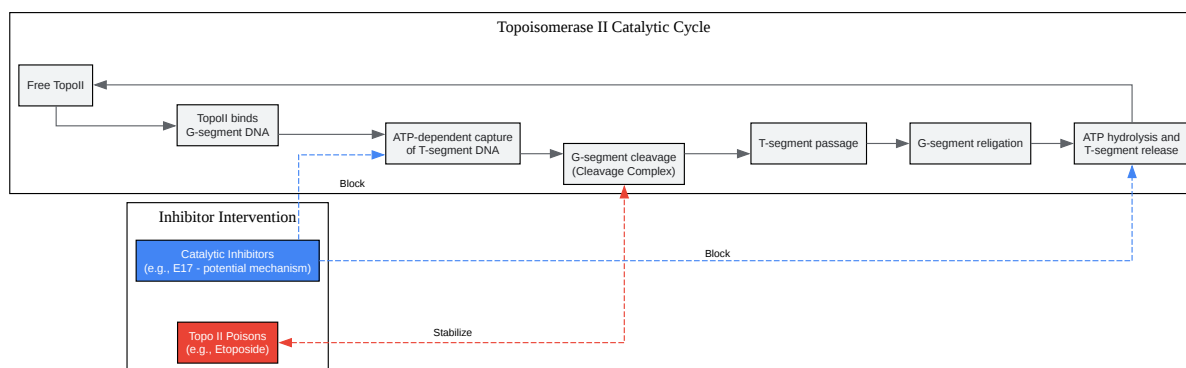 Topoisomerase II Catalytic Cycle
Free TopoII
TopoII binds
G-segment DNA
ATP-dependent capture
of T-segment DNA
G-segment cleavage
(Cleavage Complex)
T-segment passage
G-segment religation
ATP hydrolysis and
T-segment release
Block
Inhibitor Intervention
Catalytic Inhibitors
(e.g., E17 - potential mechanism)
Block
Topo II Poisons
(e.g., Etoposide)
Stabilize